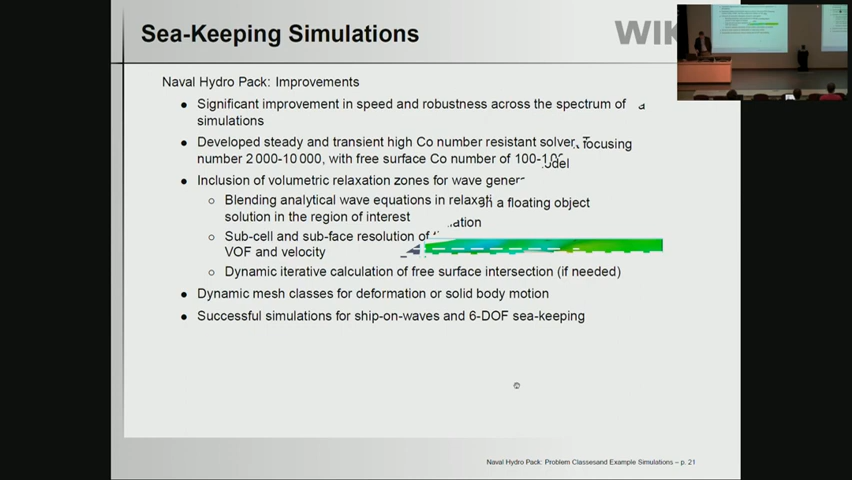 Sea-Keeping Simulations
WIK
Naval Hydro Pack: Improvements
● Significant improvement in speed and robustness across the spectrum of
simulations
● Developed steady and transient high Co number resistant solver.
focusing
number 2 000-10 000, with free surface Co number of
● Inclusion of volumetric relaxation zones for wave
○ Blending analytical wave equations in
a floating object
solution in the region of interest
○ Sub-cell and sub-face resolution of
VOF and velocity
○ Dynamic iterative calculation of free surface intersection (if needed)
● Dynamic mesh classes for deformation or solid body motion
● Successful simulations for ship-on-waves and 6-DOF sea-keeping
Naval Hydro Pack: Problem Classesand Example Simulations – p. 21